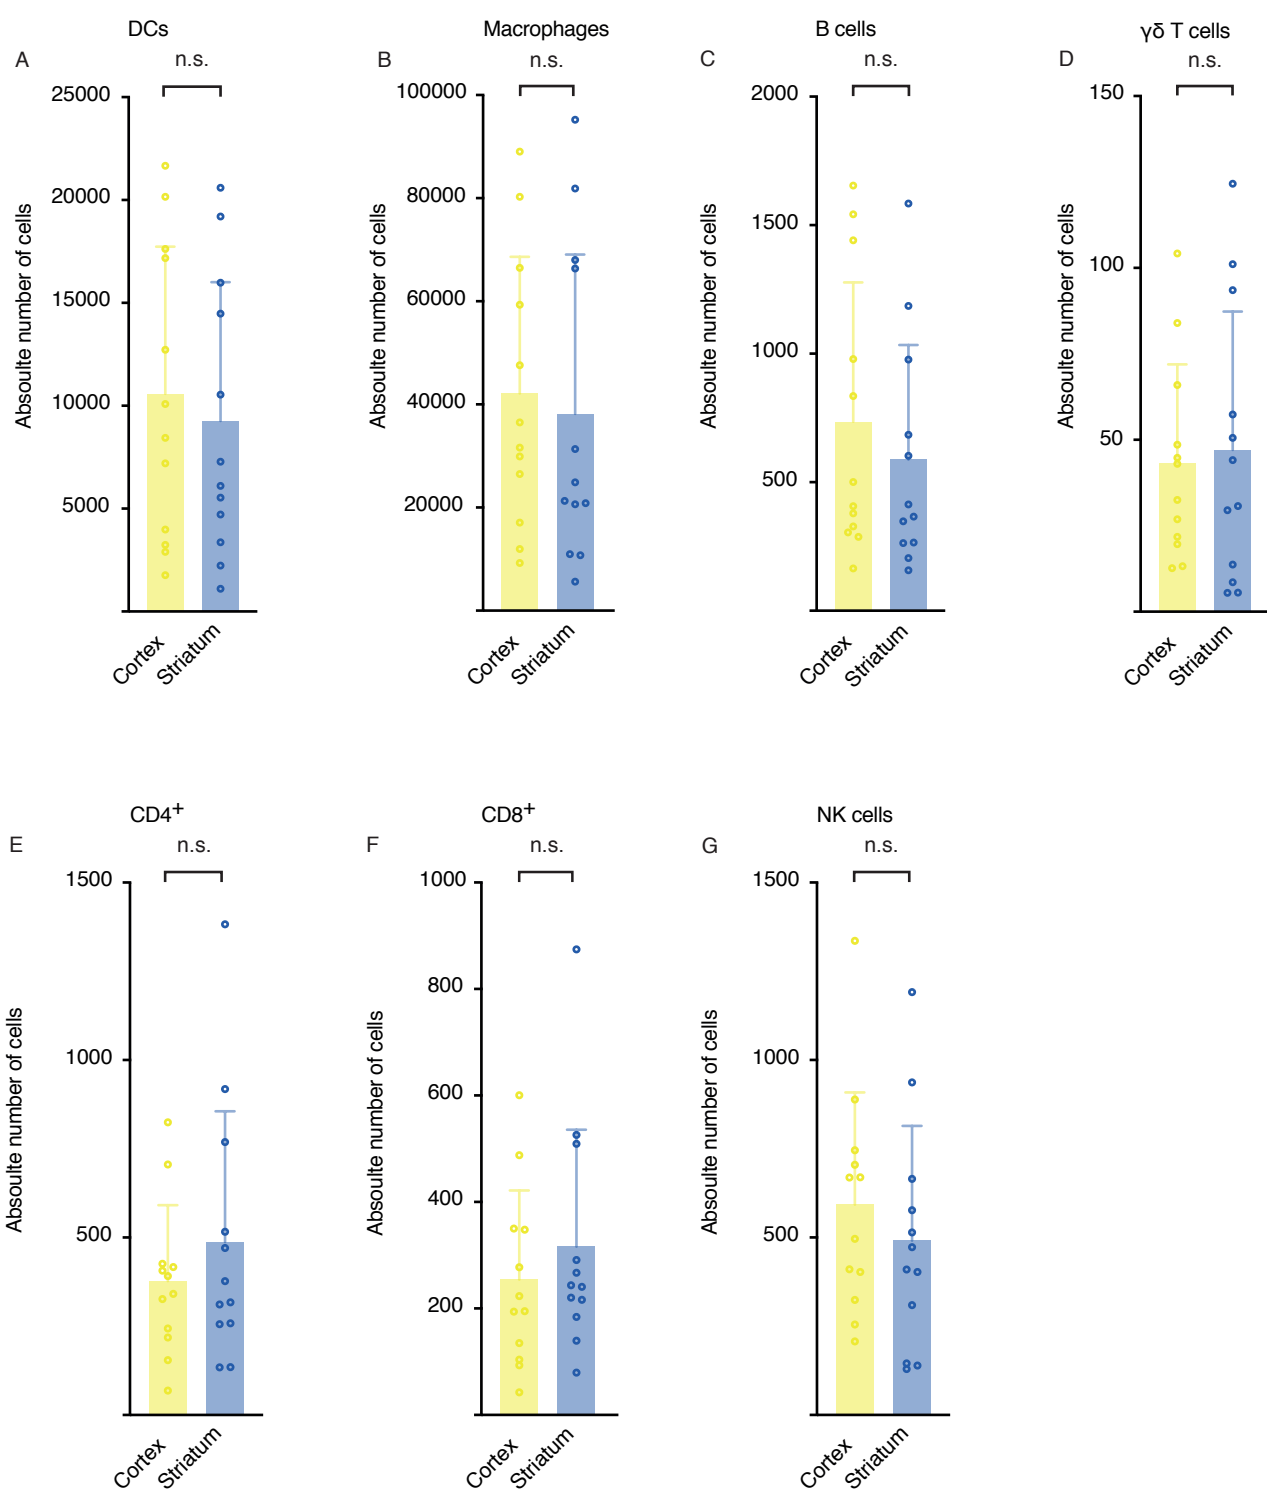 DCs
A
n.s.
25000
20000
15000
10000
5000
Absoulte number of cells
Cortex
Striatum
Macrophages
B
n.s.
100000
80000
60000
40000
20000
Absoulte number of cells
Cortex
Striatum
B cells
C
n.s.
2000
1500
1000
500
Absoulte number of cells
Cortex
Striatum
γδ T cells
D
n.s.
150
100
50
Absoulte number of cells
Cortex
Striatum
CD4+
E
n.s.
1500
1000
500
Absoulte number of cells
Cortex
Striatum
CD8+
F
n.s.
1000
800
600
400
200
Absoulte number of cells
Cortex
Striatum
NK cells
G
n.s.
1500
1000
500
Absoulte number of cells
Cortex
Striatum